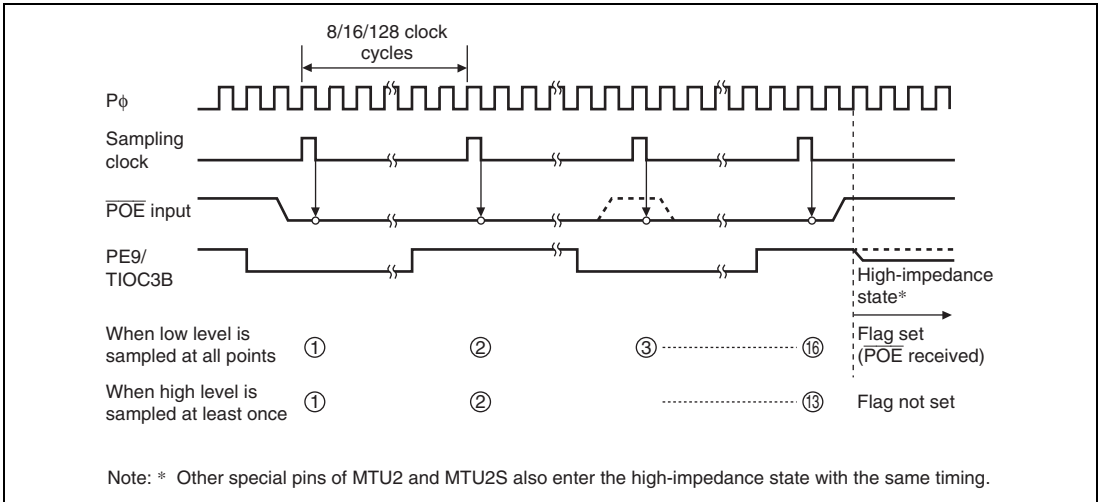 8/16/128 clock
cycles
Pϕ
Sampling
clock
POE input
PE9/
TIOC3B
High-impedance
state*
When low level is
sampled at all points
① ② ③ ⑯
Flag set
(POE received)
When high level is
sampled at least once
① ② ⑬
Flag not set
Note: * Other special pins of MTU2 and MTU2S also enter the high-impedance state with the same timing.